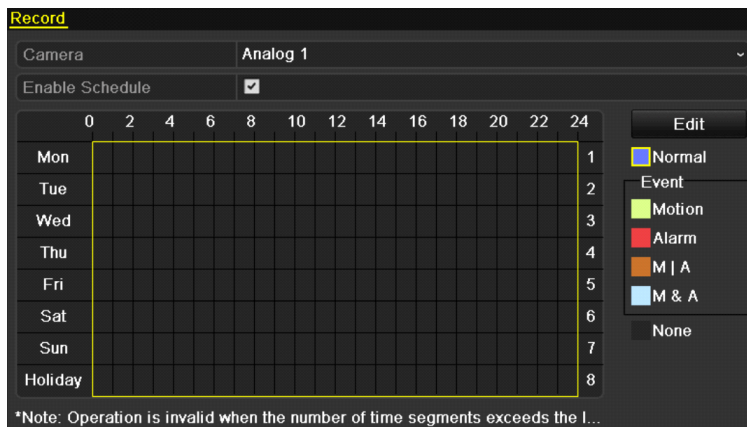 Record
Camera Analog 1
Enable Schedule
0 2 4 6 8 10 12 14 16 18 20 22 24 Edit
Mon 1 Normal
Event
Tue 2 Motion
Wed 3 Alarm
Thu 4 M | A
Fri 5 M & A
Sat 6 None
Sun 7
Holiday 8
*Note: Operation is invalid when the number of time segments exceeds the l...